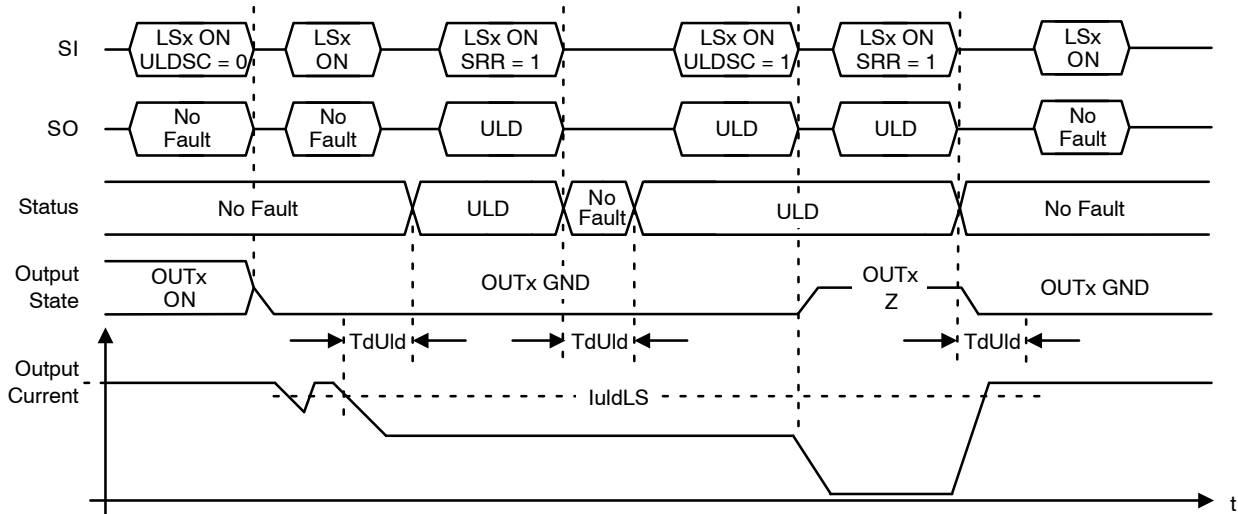 SI
LSx ON
ULDSC = 0
LSx
ON
LSx ON
SRR = 1
LSx ON
ULDSC = 1
LSx ON
SRR = 1
LSx
ON
SO
No
Fault
No
Fault
ULD
ULD
ULD
No
Fault
Status
No Fault
ULD
No
Fault
ULD
No Fault
Output
State
OUTx
ON
OUTx GND
OUTx
Z
OUTx GND
TdUld
TdUld
TdUld
Output
Current
IuldLS
t